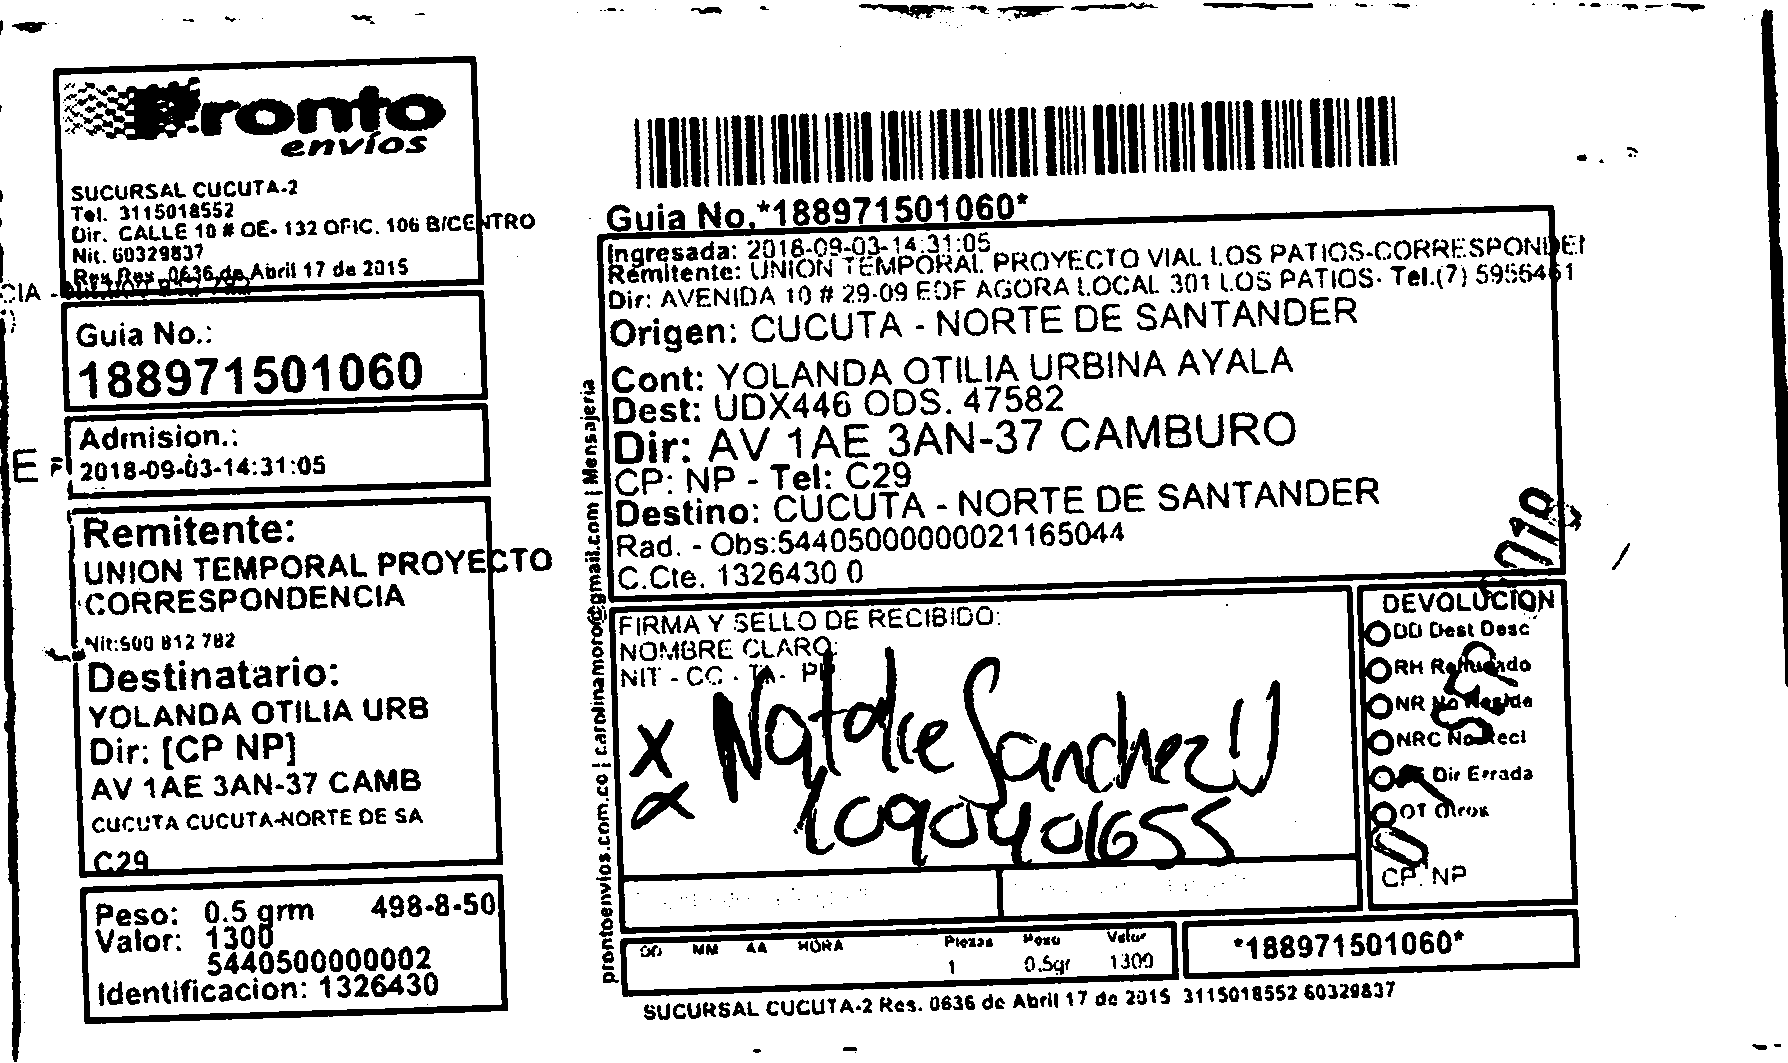 Pronto
envíos
SUCURSAL CUCUTA-2
Tel. 3115018552
Dir. CALLE 10 # OE- 132 OFIC. 106 B/CENTRO
Nit. 60329837
Res Res. 0636 de Abril 17 de 2015
CIA -
Guia No.:
188971501060
Admision.:
2018-09-03-14:31:05
Remitente:
UNION TEMPORAL PROYECTO
CORRESPONDENCIA
Nit:900 812 782
Destinatario:
YOLANDA OTILIA URB
Dir: [CP NP]
AV 1AE 3AN-37 CAMB
CUCUTA CUCUTA-NORTE DE SA
C29
Peso: 0.5 grm 498-8-50
Valor: 1300
5440500000002
Identificacion: 1326430
prontoenvios.com.co | carolinamoro@gmail.com | Mensajeria
Guia No.*188971501060*
Ingresada: 2018-09-03-14:31:05
Remitente: UNION TEMPORAL PROYECTO VIAL LOS PATIOS-CORRESPONDEN
Dir: AVENIDA 10 # 29-09 EDF AGORA LOCAL 301 LOS PATIOS- Tel.(7) 5956461
Origen: CUCUTA - NORTE DE SANTANDER
Cont: YOLANDA OTILIA URBINA AYALA
Dest: UDX446 ODS. 47582
Dir: AV 1AE 3AN-37 CAMBURO
CP: NP - Tel: C29
Destino: CUCUTA - NORTE DE SANTANDER
Rad. - Obs:54405000000021165044
C.Cte. 1326430 0
FIRMA Y SELLO DE RECIBIDO:
NOMBRE CLARO:
NIT - CC - TA -
X Natalie Sanchez U
1090401655
DEVOLUCION
DD Dest Desc
RH Rehusado
NR No Reside
NRC No Recl
Dir Errada
OT Otros
CP. NP
DD MM AA HORA Piezas Peso Valor
1 0.5gr 1300
*188971501060*
SUCURSAL CUCUTA-2 Res. 0636 de Abril 17 de 2015 3115018552 60329837